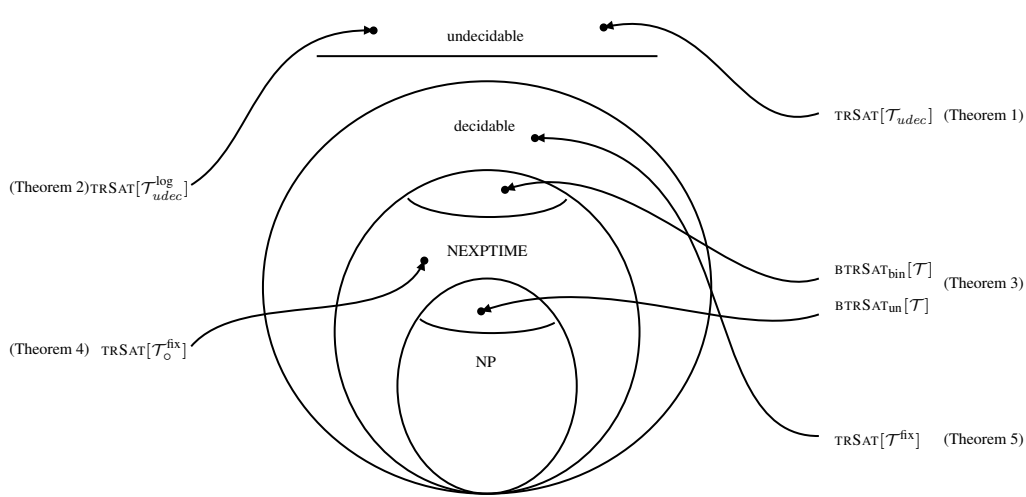 undecidable
TRSAT[𝒯_udec] (Theorem 1)
decidable
(Theorem 2)TRSAT[𝒯_udec^log]
NEXPTIME
BTRSAT_bin[𝒯]
(Theorem 3)
BTRSAT_un[𝒯]
(Theorem 4) TRSAT[𝒯_○^fix]
NP
TRSAT[𝒯^fix] (Theorem 5)